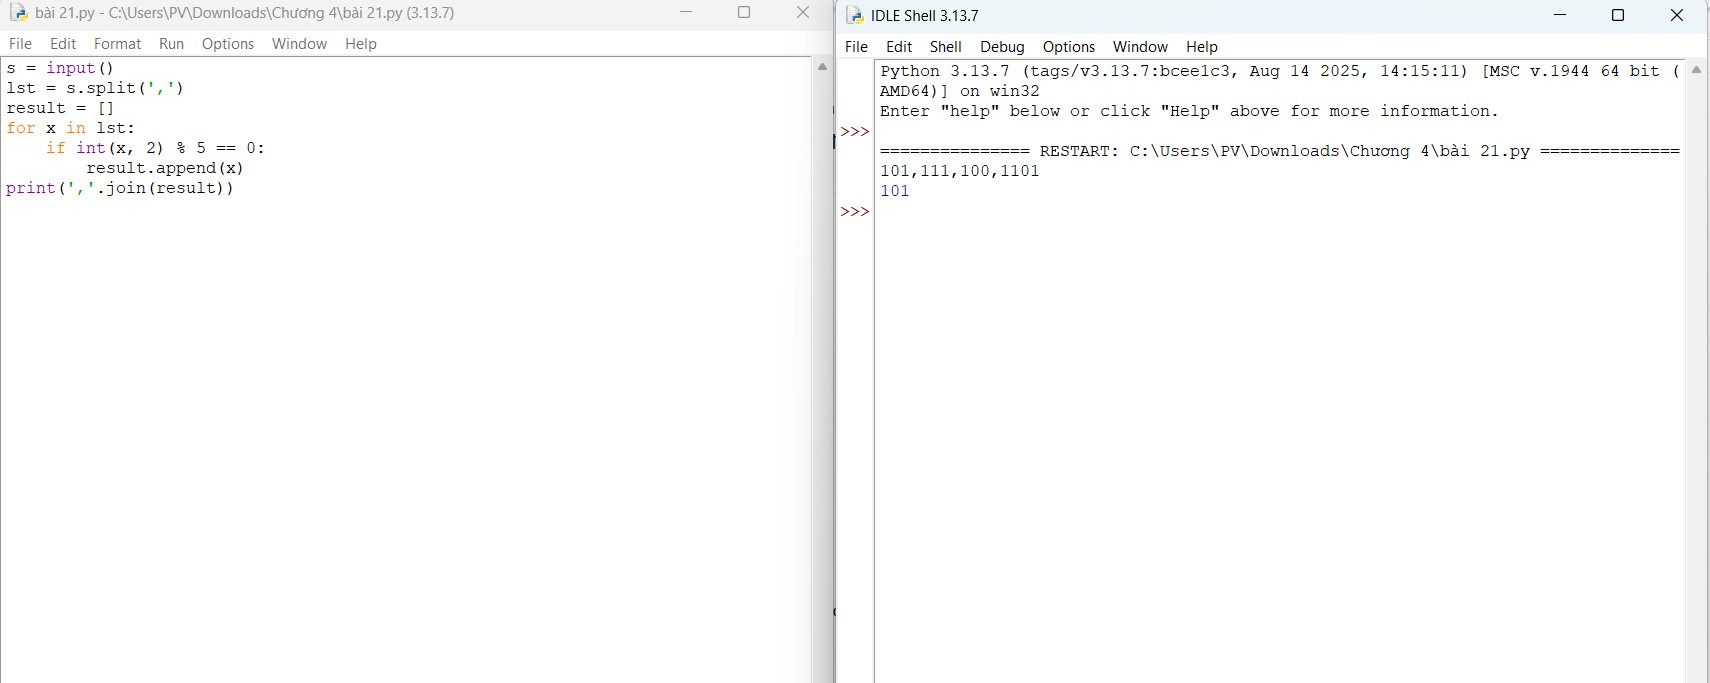 bài 21.py - C:\Users\PV\Downloads\Chương 4\bài 21.py (3.13.7)
File Edit Format Run Options Window Help
s = input()
lst = s.split(',')
result = []
for x in lst:
    if int(x, 2) % 5 == 0:
        result.append(x)
print(','.join(result))
IDLE Shell 3.13.7
File Edit Shell Debug Options Window Help
Python 3.13.7 (tags/v3.13.7:bcee1c3, Aug 14 2025, 14:15:11) [MSC v.1944 64 bit (
AMD64)] on win32
Enter "help" below or click "Help" above for more information.
>>>
=============== RESTART: C:\Users\PV\Downloads\Chương 4\bài 21.py ==============
101,111,100,1101
101
>>>